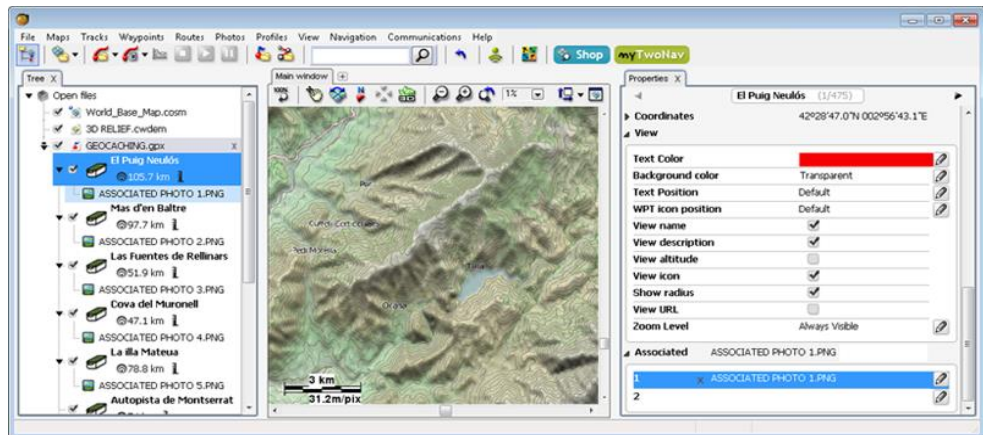 File Maps Tracks Waypoints Routes Photos Profiles View Navigation Communications Help
Shop
myTwoNav
Tree X
Open files
World_Base_Map.cosm
3D RELIEF.cwdem
GEOCACHING.gpx x
El Puig Neulós
105.7 km
ASSOCIATED PHOTO 1.PNG
Mas d'en Baltre
97.7 km
ASSOCIATED PHOTO 2.PNG
Las Fuentes de Rellinars
51.9 km
ASSOCIATED PHOTO 3.PNG
Cova del Muronell
47.1 km
ASSOCIATED PHOTO 4.PNG
La illa Mateua
78.8 km
ASSOCIATED PHOTO 5.PNG
Autopista de Montserrat
Main window
100%
1%
3 km
31.2m/pix
Properties X
El Puig Neulós (1/475)
Coordinates 42º28'47.0"N 002º56'43.1"E
View
Text Color
Background color Transparent
Text Position Default
WPT icon position Default
View name
View description
View altitude
View icon
Show radius
View URL
Zoom Level Always Visible
Associated ASSOCIATED PHOTO 1.PNG
1 x ASSOCIATED PHOTO 1.PNG
2